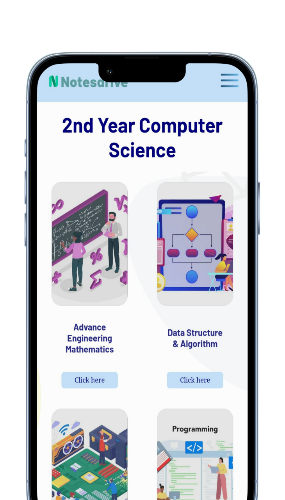 Notesdrive
2nd Year Computer
Science
Advance
Engineering
Mathematics
Data Structure
& Algorithm
Click here
Click here
Programming
</>